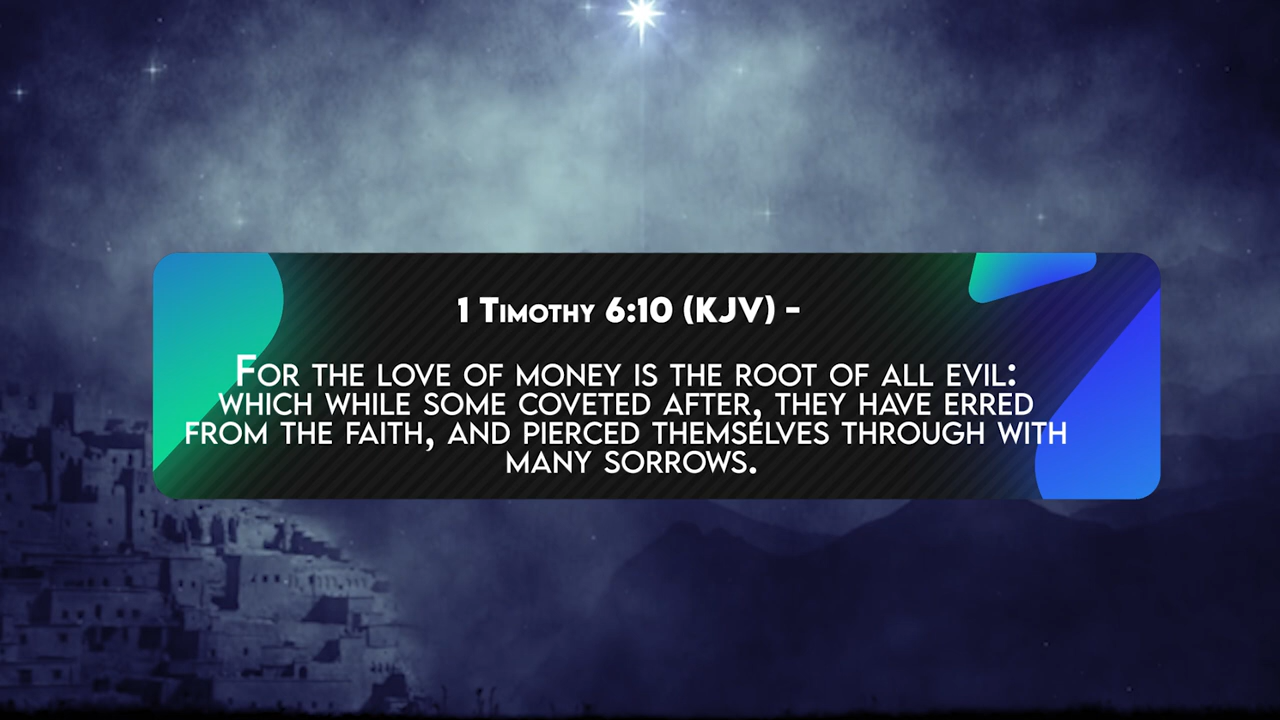 1 Timothy 6:10 (KJV) -
For the love of money is the root of all evil:
which while some coveted after, they have erred
from the faith, and pierced themselves through with
many sorrows.